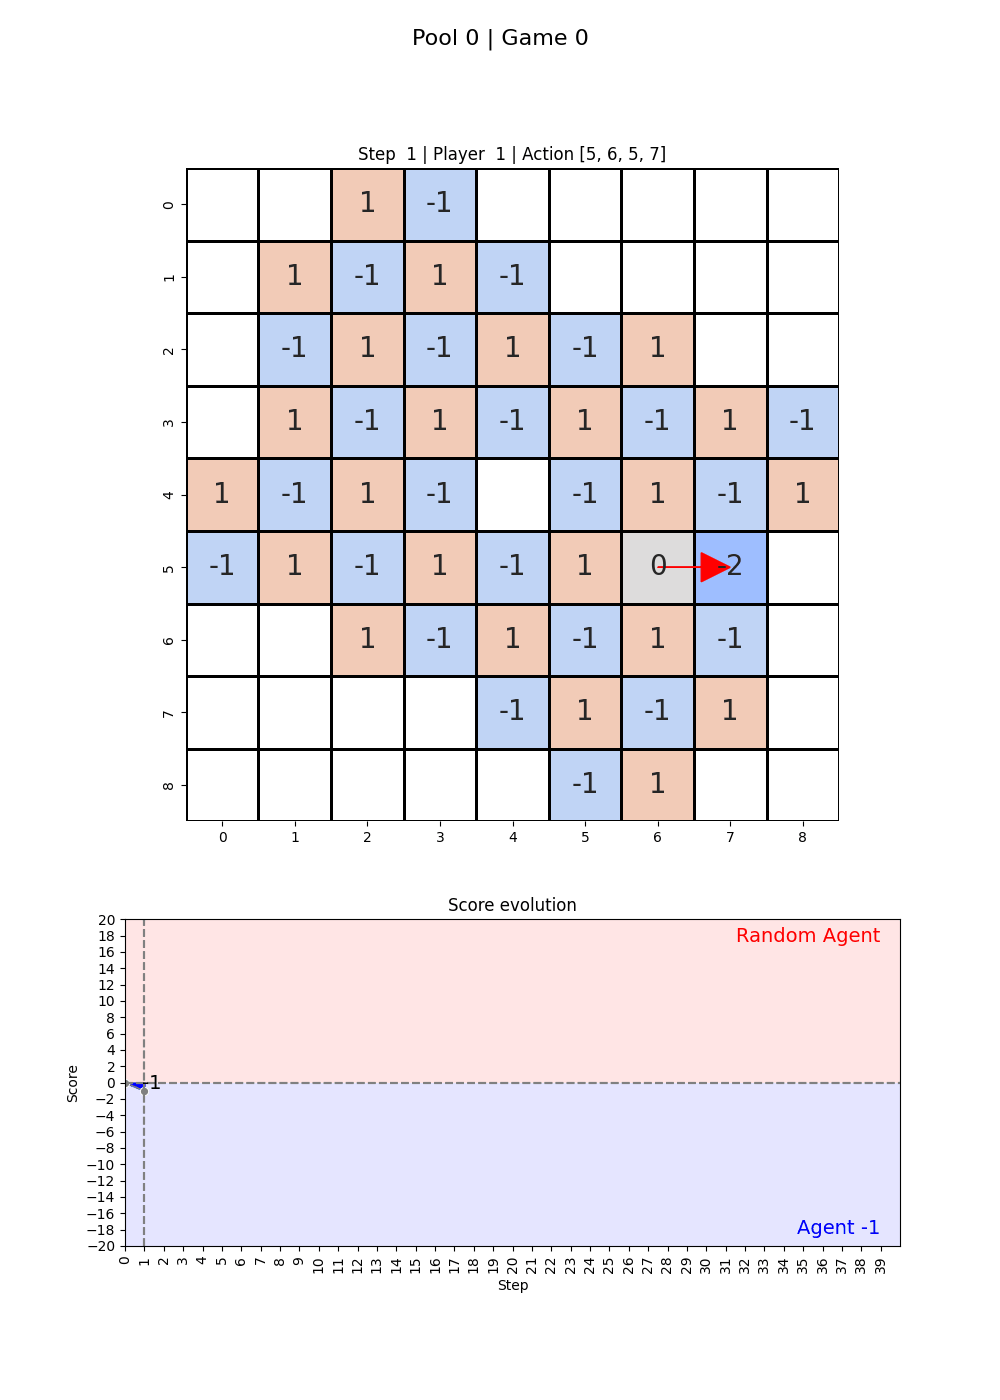 Pool 0 | Game 0
Step  1 | Player  1 | Action [5, 6, 5, 7]
0 1 -1
1 1 -1 1 -1
2 -1 1 -1 1 -1 1
3 1 -1 1 -1 1 -1 1 -1
4 1 -1 1 -1 -1 1 -1 1
5 -1 1 -1 1 -1 1 0 -2
6 1 -1 1 -1 1 -1
7 -1 1 -1 1
8 -1 1
0 1 2 3 4 5 6 7 8
Score evolution
20
18
16
14
12
10
8
6
4
2
0
−2
−4
−6
−8
−10
−12
−14
−16
−18
−20
Score
Random Agent
-1
Agent -1
0 1 2 3 4 5 6 7 8 9 10 11 12 13 14 15 16 17 18 19 20 21 22 23 24 25 26 27 28 29 30 31 32 33 34 35 36 37 38 39
Step